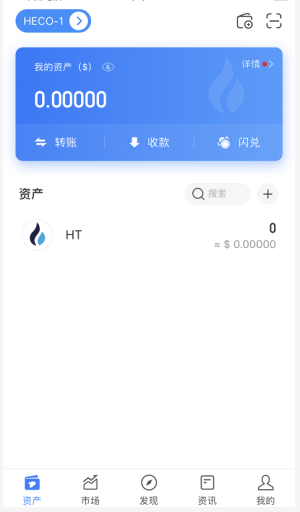 HECO-1
我的资产（$）
详情
0.00000
转账
收款
闪兑
资产
搜索
HT
0
≈ $ 0.00000
资产
市场
发现
资讯
我的